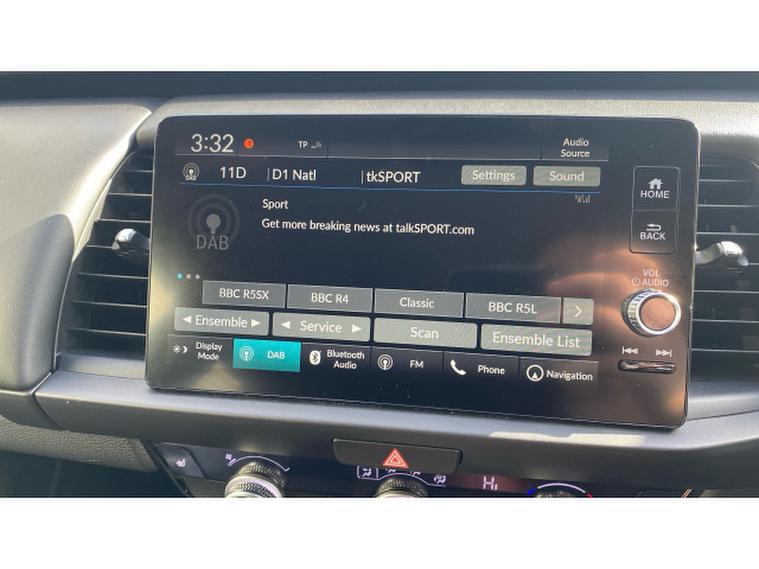 3:32 TP Audio Source
11D D1 Natl tkSPORT Settings Sound
HOME
Sport
DAB Get more breaking news at talkSPORT.com
BACK
VOL
AUDIO
BBC R5SX BBC R4 Classic BBC R5L
Ensemble Service Scan Ensemble List
Display Mode DAB Bluetooth Audio FM Phone Navigation
Hi